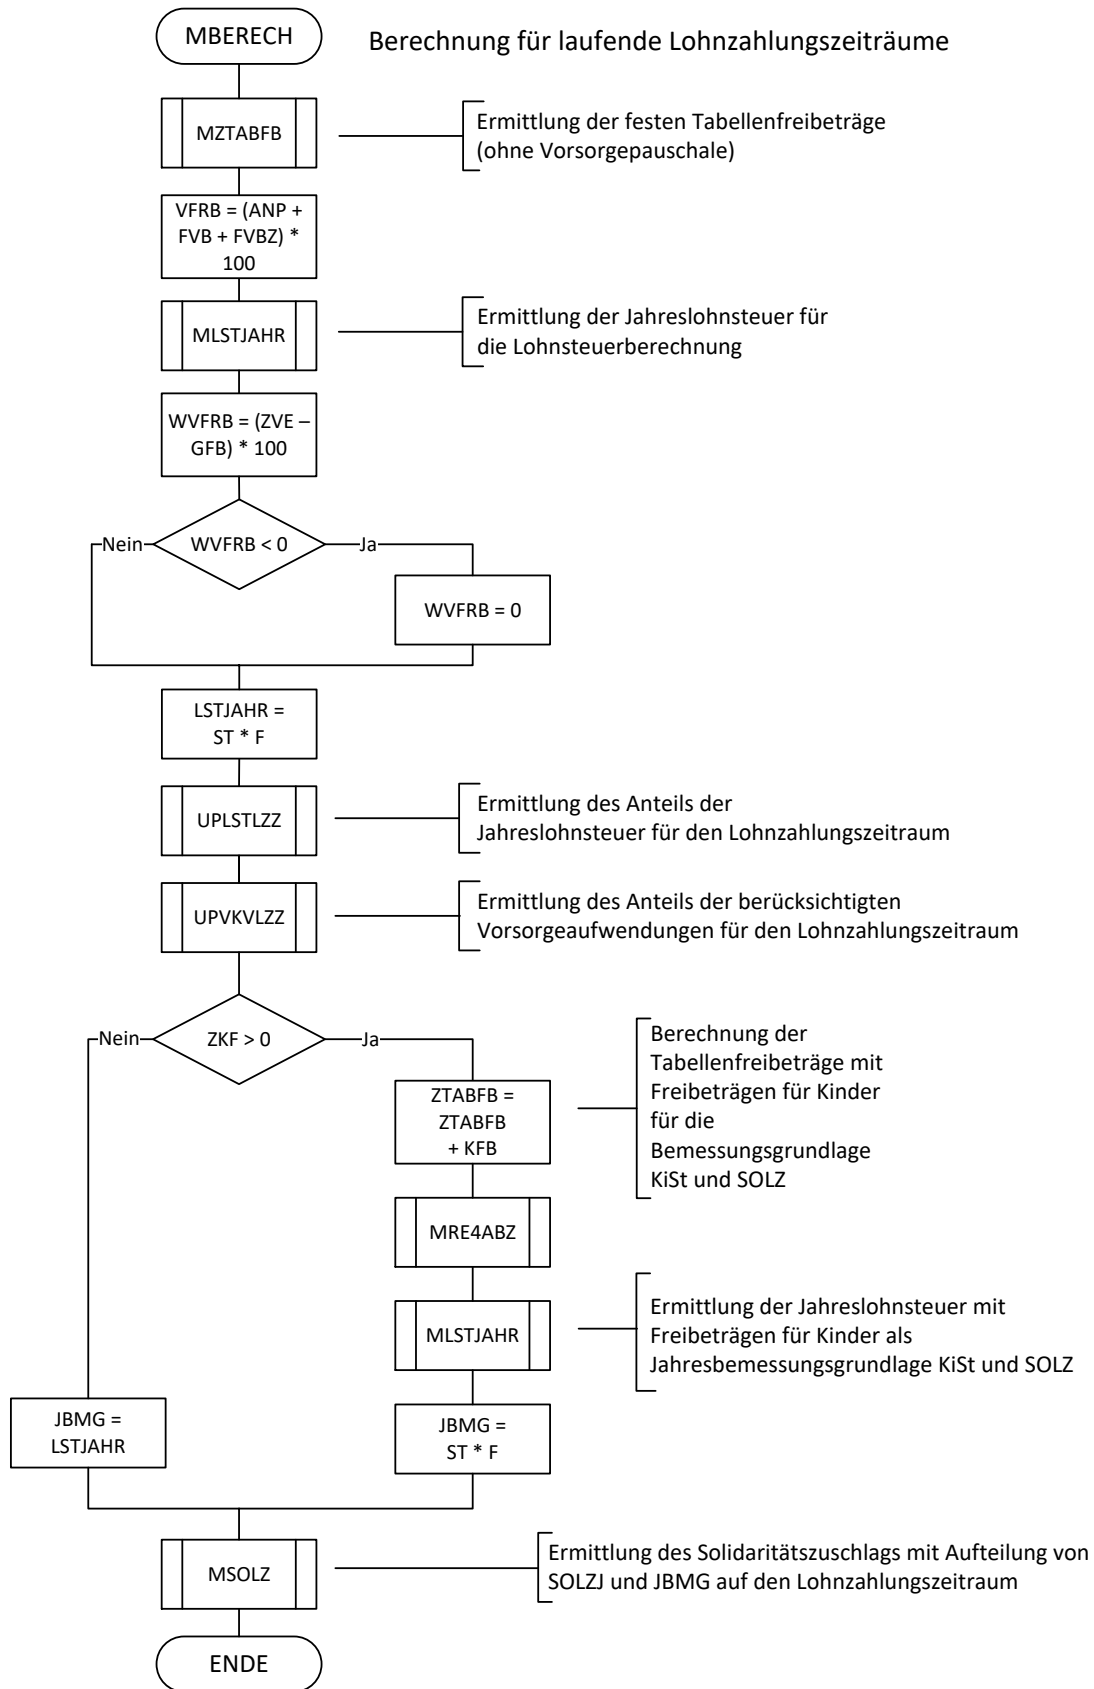 MBERECH
Berechnung für laufende Lohnzahlungszeiträume
MZTABFB
Ermittlung der festen Tabellenfreibeträge
(ohne Vorsorgepauschale)
VFRB = (ANP +
FVB + FVBZ) *
100
MLSTJAHR
Ermittlung der Jahreslohnsteuer für
die Lohnsteuerberechnung
WVFRB = (ZVE –
GFB) * 100
Nein
WVFRB < 0
Ja
WVFRB = 0
LSTJAHR =
ST * F
UPLSTLZZ
Ermittlung des Anteils der
Jahreslohnsteuer für den Lohnzahlungszeitraum
UPVKVLZZ
Ermittlung des Anteils der berücksichtigten
Vorsorgeaufwendungen für den Lohnzahlungszeitraum
Nein
ZKF > 0
Ja
ZTABFB =
ZTABFB
+ KFB
Berechnung der
Tabellenfreibeträge mit
Freibeträgen für Kinder
für die
Bemessungsgrundlage
KiSt und SOLZ
MRE4ABZ
MLSTJAHR
Ermittlung der Jahreslohnsteuer mit
Freibeträgen für Kinder als
Jahresbemessungsgrundlage KiSt und SOLZ
JBMG =
LSTJAHR
JBMG =
ST * F
MSOLZ
Ermittlung des Solidaritätszuschlags mit Aufteilung von
SOLZJ und JBMG auf den Lohnzahlungszeitraum
ENDE